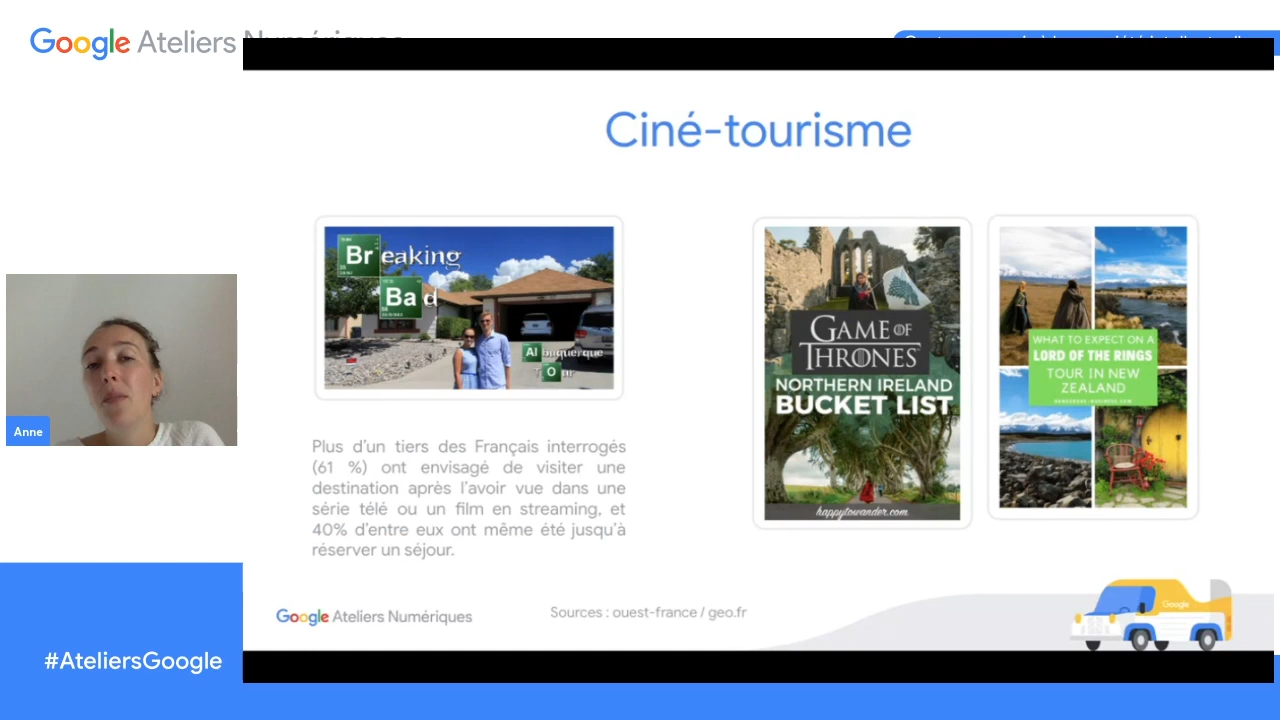 Google Ateliers
Ciné-tourisme
Breaking
Bad
Albuquerque
GAME OF
THRONES
NORTHERN IRELAND
BUCKET LIST
happytowander.com
WHAT TO EXPECT ON A
LORD OF THE RINGS
TOUR IN NEW
ZEALAND
Anne
Plus d'un tiers des Français interrogés
(61 %) ont envisagé de visiter une
destination après l'avoir vue dans une
série télé ou un film en streaming, et
40% d'entre eux ont même été jusqu'à
réserver un séjour.
Google Ateliers Numériques
Sources : ouest-france / geo.fr
Google
#AteliersGoogle